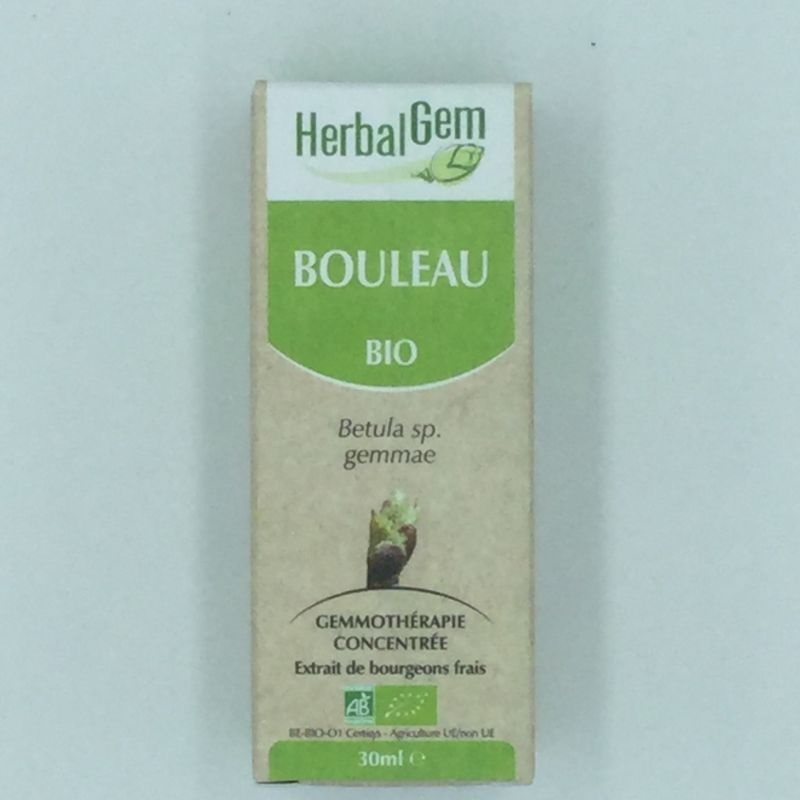 HerbalGem
BOULEAU
BIO
Betula sp.
gemmae
GEMMOTHÉRAPIE
CONCENTRÉE
Extrait de bourgeons frais
AB
BE-BIO-01 Certisys - Agriculture UE/non UE
30ml e